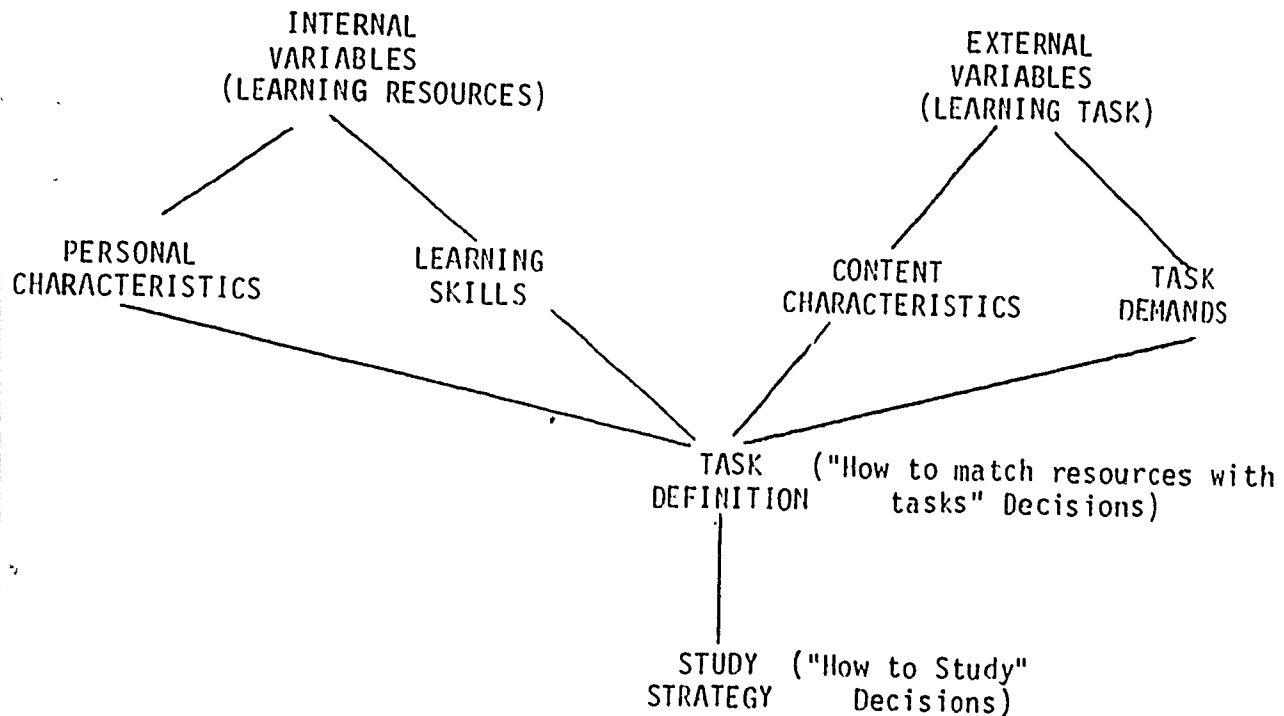 INTERNAL
VARIABLES
(LEARNING RESOURCES)
EXTERNAL
VARIABLES
(LEARNING TASK)
PERSONAL
CHARACTERISTICS
LEARNING
SKILLS
CONTENT
CHARACTERISTICS
TASK
DEMANDS
TASK
DEFINITION
("How to match resources with
tasks" Decisions)
STUDY
STRATEGY
("How to Study"
Decisions)